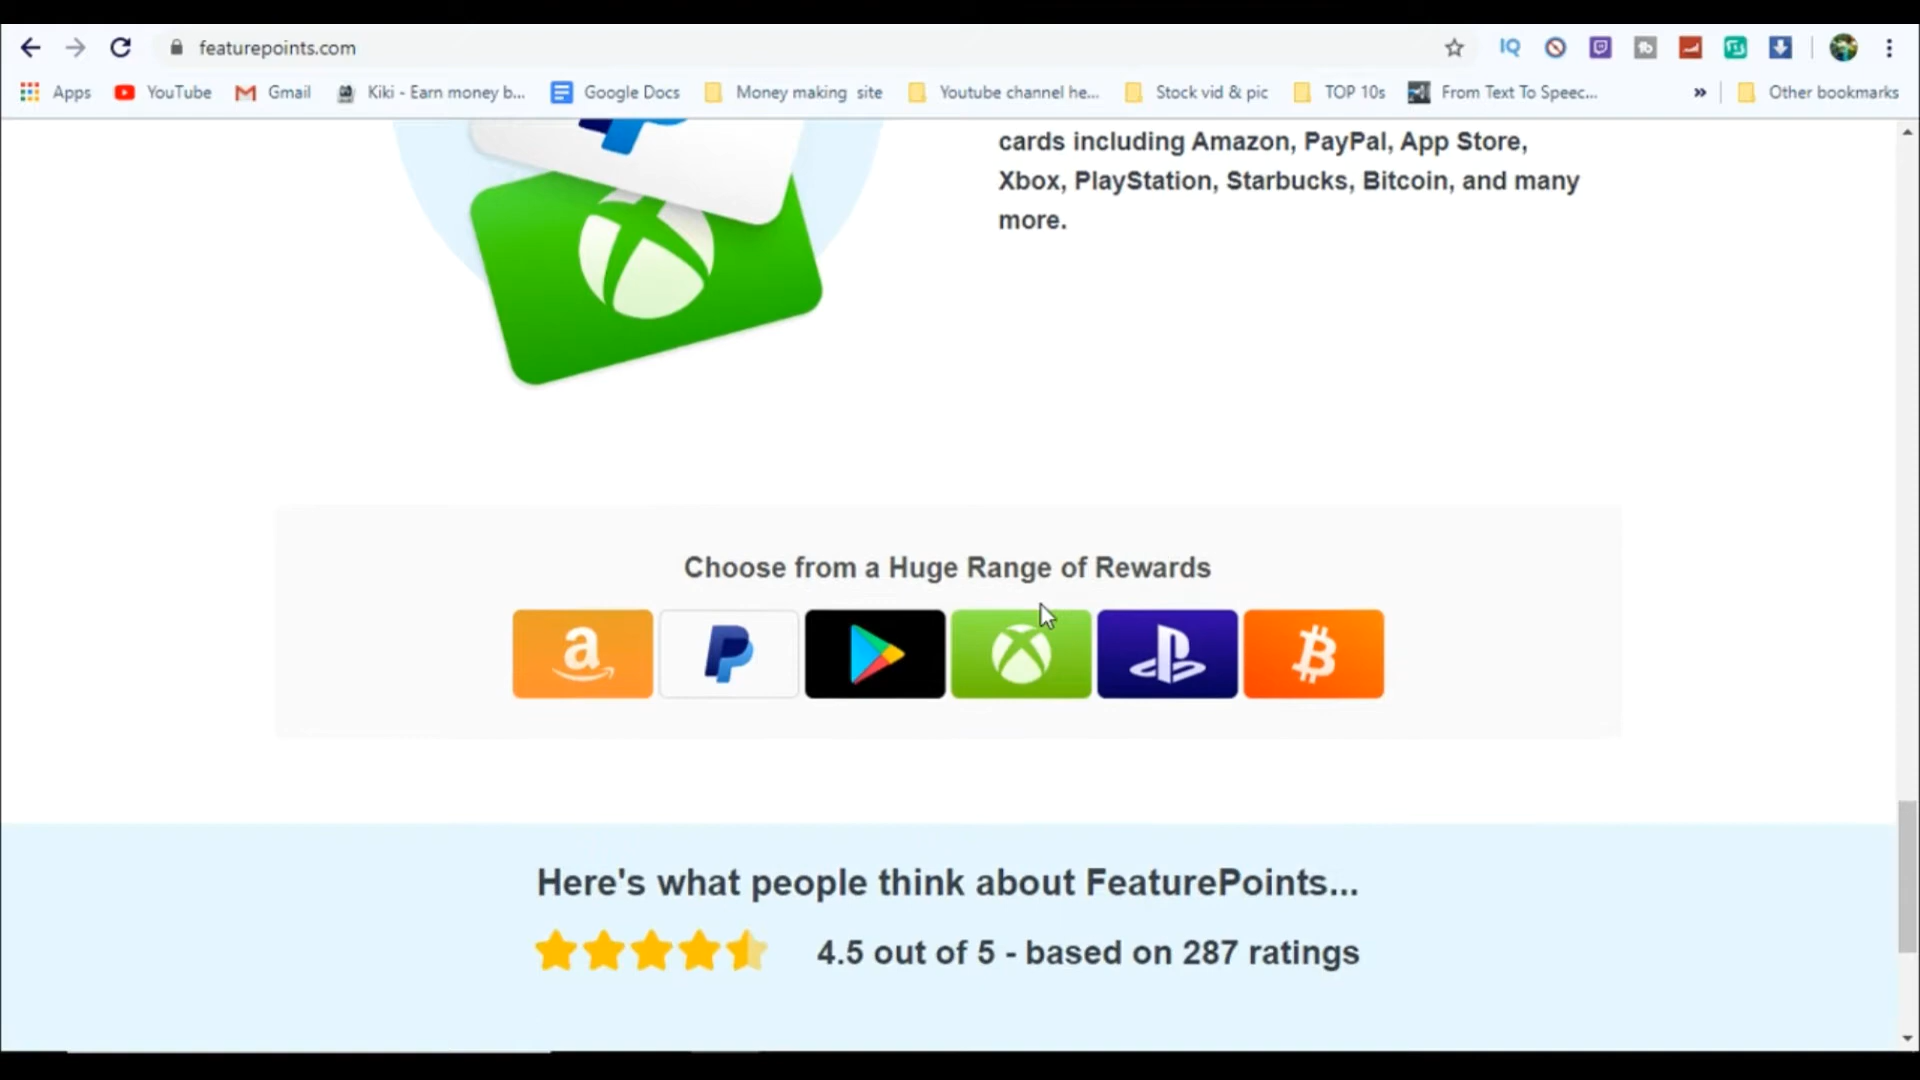 featurepoints.com
IQ
Apps
YouTube
Gmail
Kiki - Earn money b...
Google Docs
Money making site
Youtube channel he...
Stock vid & pic
TOP 10s
From Text To Speec...
»
Other bookmarks
cards including Amazon, PayPal, App Store,
Xbox, PlayStation, Starbucks, Bitcoin, and many
more.
Choose from a Huge Range of Rewards
Here's what people think about FeaturePoints...
4.5 out of 5 - based on 287 ratings